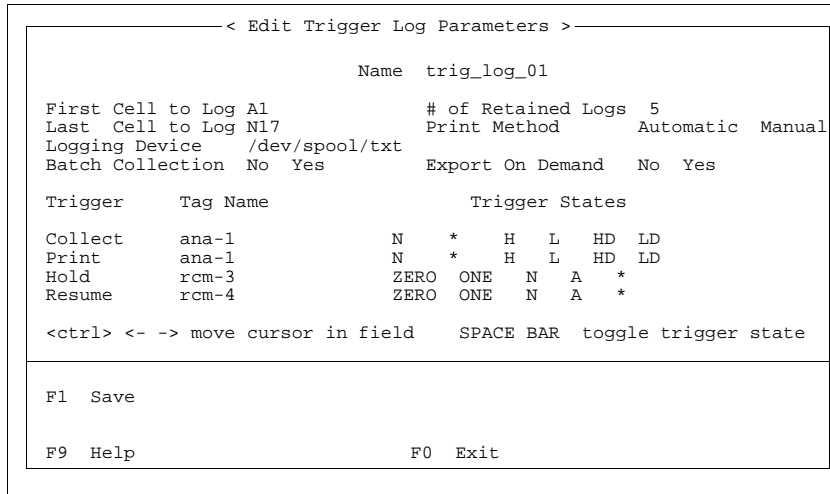 < Edit Trigger Log Parameters >
Name trig_log_01
First Cell to Log A1 # of Retained Logs 5
Last Cell to Log N17 Print Method Automatic Manual
Logging Device /dev/spool/txt
Batch Collection No Yes Export On Demand No Yes
Trigger Tag Name Trigger States
Collect ana-1 N * H L HD LD
Print ana-1 N * H L HD LD
Hold rcm-3 ZERO ONE N A *
Resume rcm-4 ZERO ONE N A *
<ctrl> <- -> move cursor in field SPACE BAR toggle trigger state
F1 Save
F9 Help F0 Exit